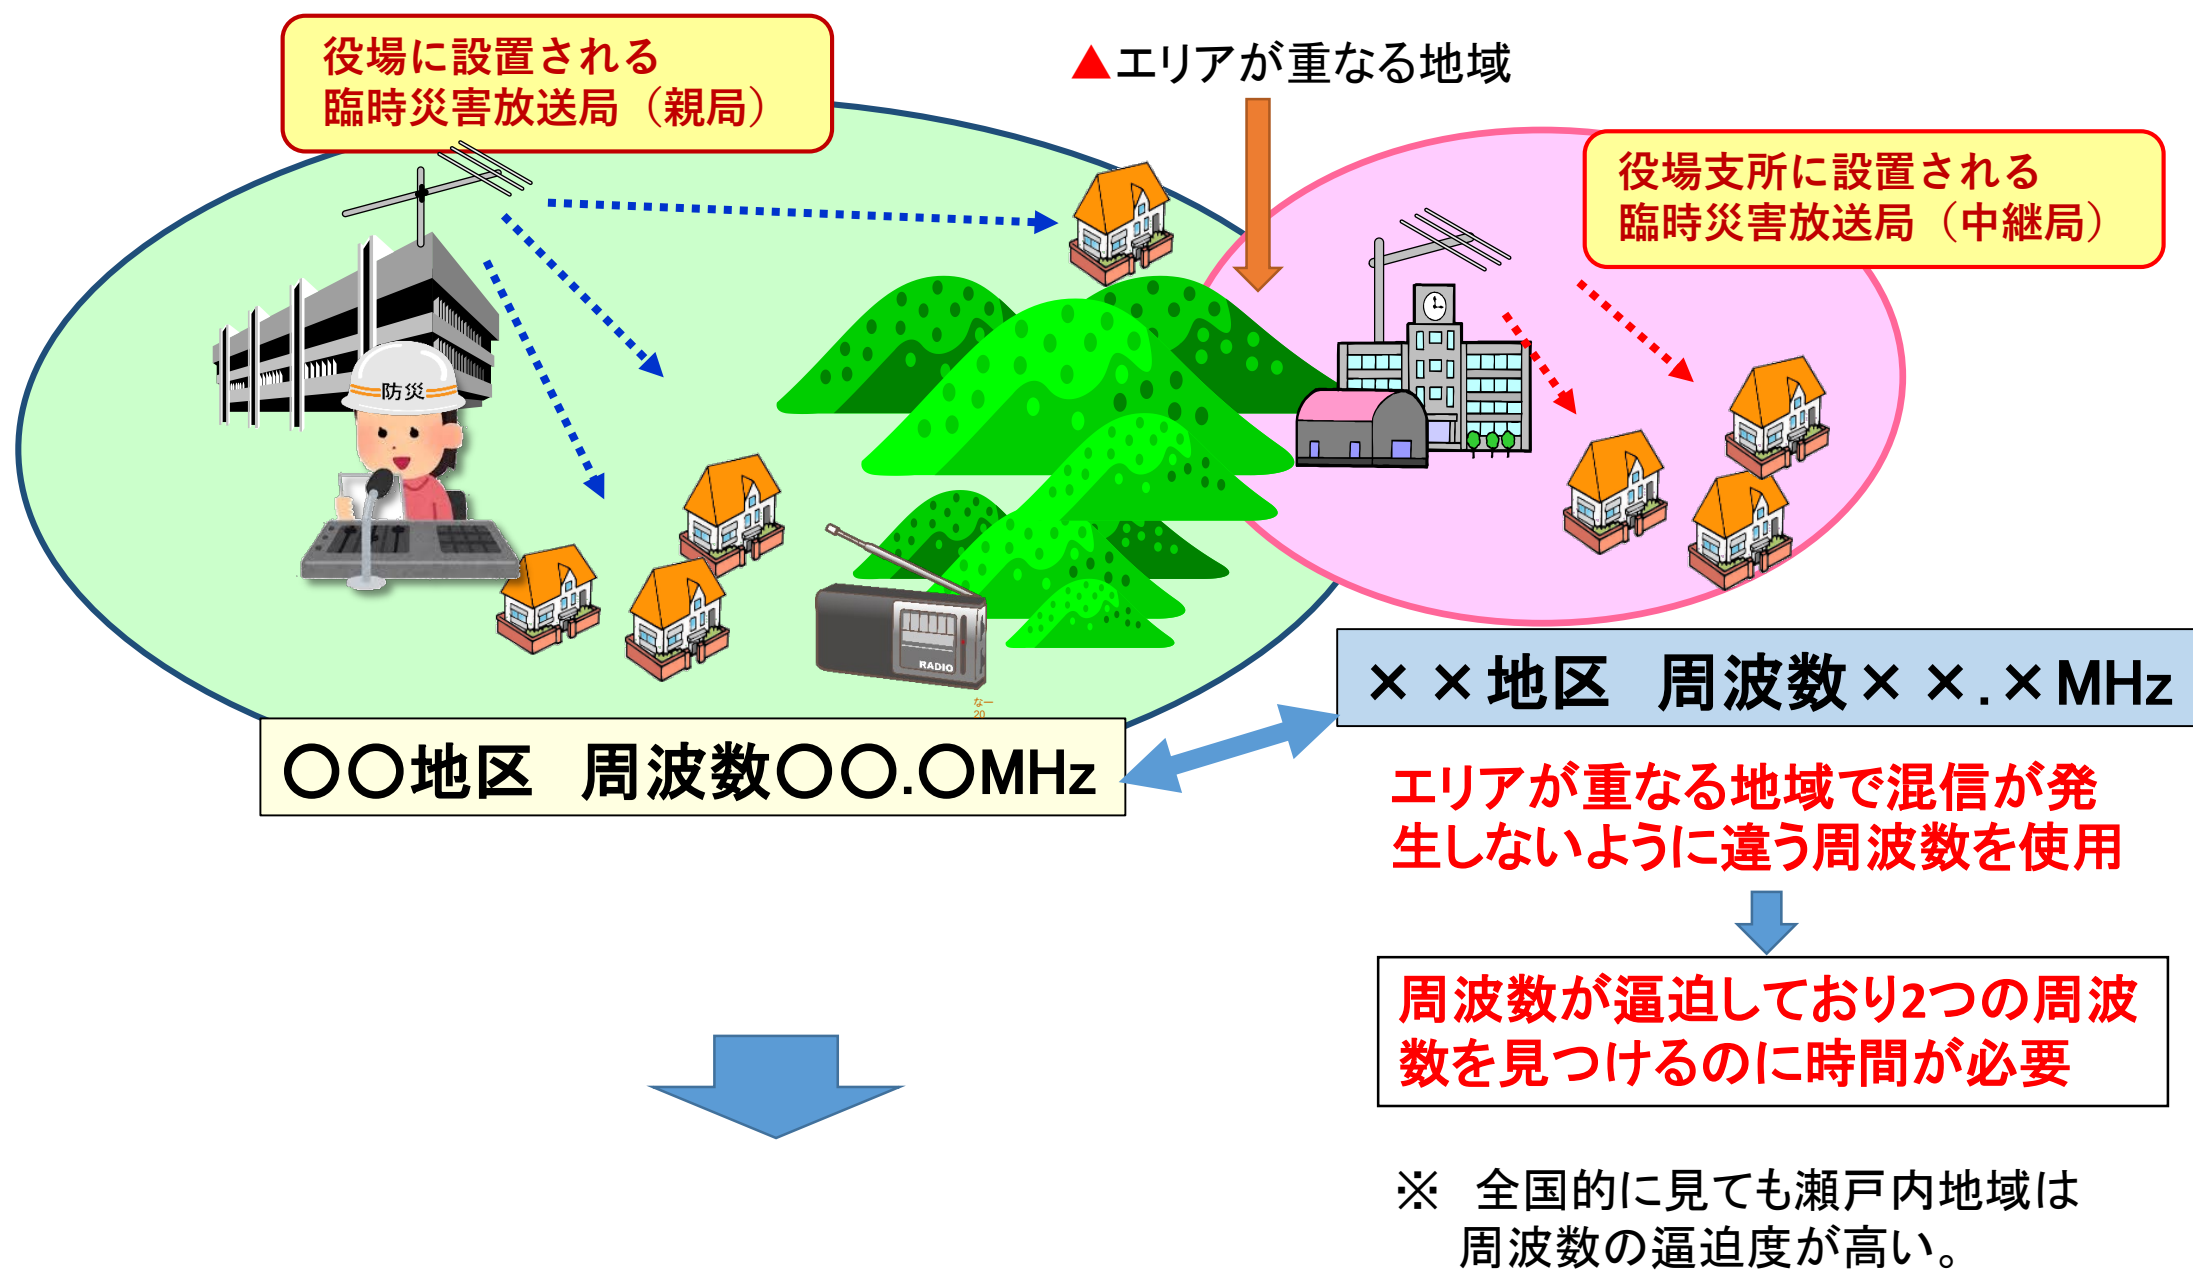 役場に設置される
臨時災害放送局（親局）
▲エリアが重なる地域
役場支所に設置される
臨時災害放送局（中継局）
防災
RADIO
なー
20
××地区　周波数××.×MHz
〇〇地区　周波数〇〇.〇MHz
エリアが重なる地域で混信が発
生しないように違う周波数を使用
周波数が逼迫しており2つの周波
数を見つけるのに時間が必要
※　全国的に見ても瀬戸内地域は
周波数の逼迫度が高い。